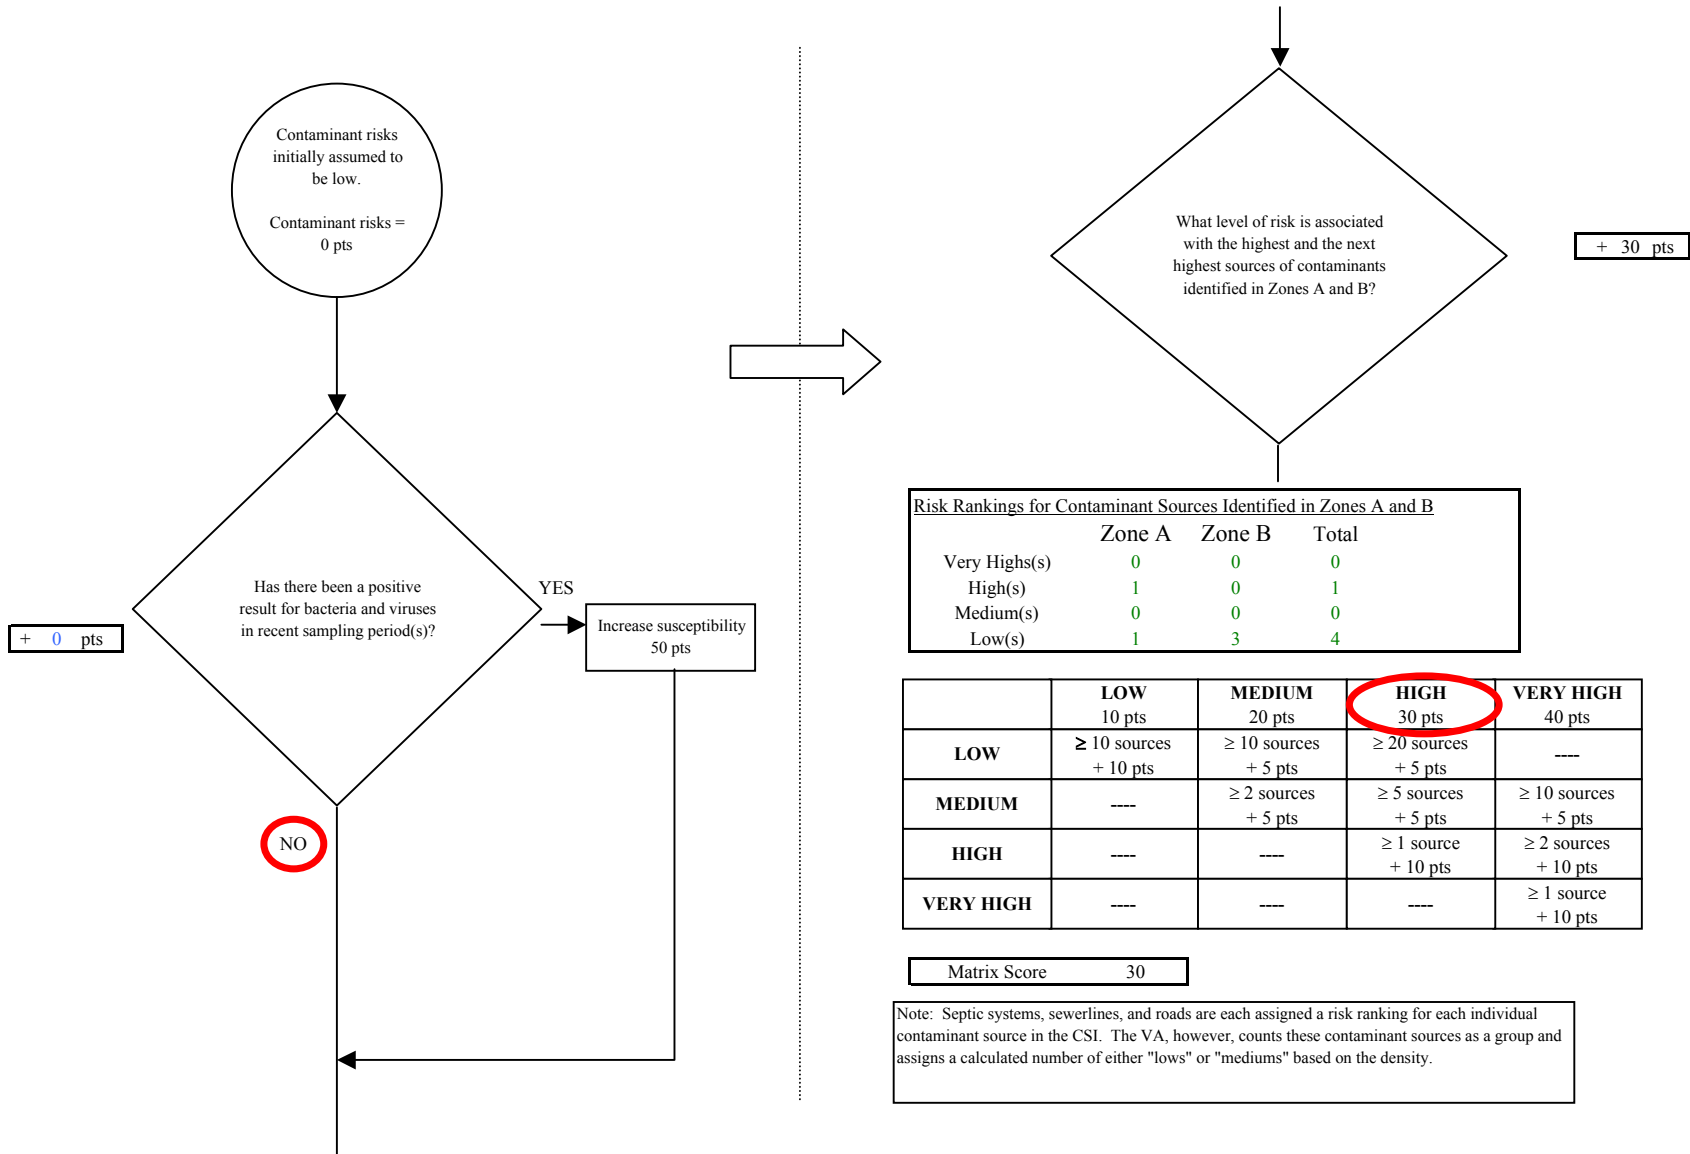 Contaminant risks
initially assumed to
be low.
Contaminant risks =
0 pts
Has there been a positive
result for bacteria and viruses
in recent sampling period(s)?
+ 0 pts
YES
Increase susceptibility
50 pts
NO
What level of risk is associated
with the highest and the next
highest sources of contaminants
identified in Zones A and B?
+ 30 pts
Risk Rankings for Contaminant Sources Identified in Zones A and B
Zone A Zone B Total
Very Highs(s) 0 0 0
High(s) 1 0 1
Medium(s) 0 0 0
Low(s) 1 3 4
LOW MEDIUM HIGH VERY HIGH
10 pts 20 pts 30 pts 40 pts
LOW ≥ 10 sources ≥ 10 sources ≥ 20 sources ----
+ 10 pts + 5 pts + 5 pts
MEDIUM ---- ≥ 2 sources ≥ 5 sources ≥ 10 sources
+ 5 pts + 5 pts + 5 pts
HIGH ---- ---- ≥ 1 source ≥ 2 sources
+ 10 pts + 10 pts
VERY HIGH ---- ---- ---- ≥ 1 source
+ 10 pts
Matrix Score 30
Note: Septic systems, sewerlines, and roads are each assigned a risk ranking for each individual
contaminant source in the CSI. The VA, however, counts these contaminant sources as a group and
assigns a calculated number of either "lows" or "mediums" based on the density.